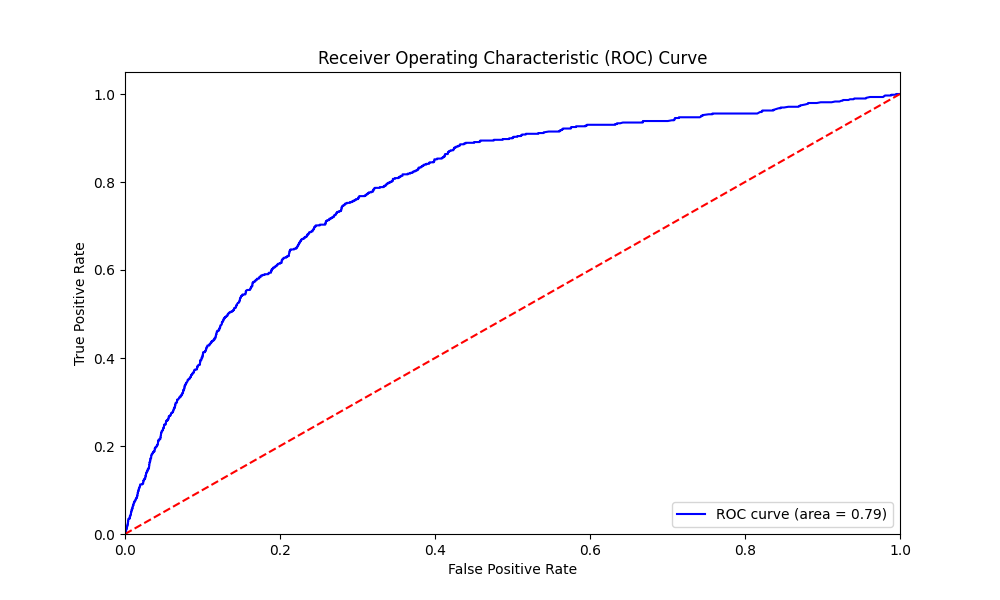 Receiver Operating Characteristic (ROC) Curve
True Positive Rate
1.0
0.8
0.6
0.4
0.2
0.0
ROC curve (area = 0.79)
0.0 0.2 0.4 0.6 0.8 1.0
False Positive Rate